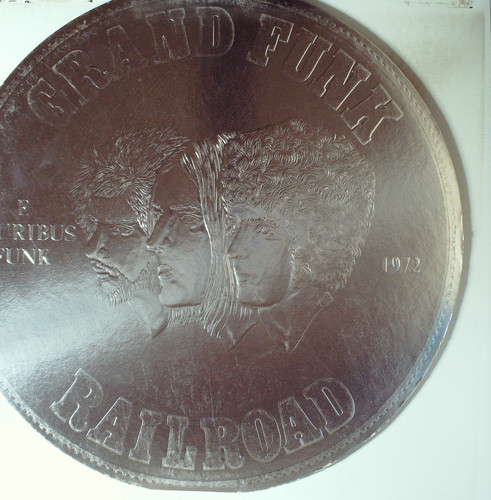 GRAND FUNK
E
URIBUS
FUNK
1972
RAILROAD